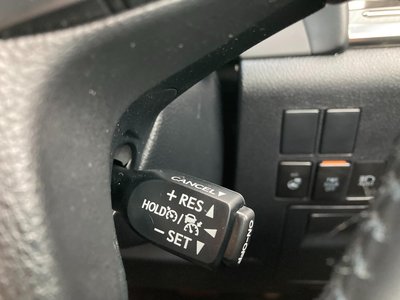 CANCEL
+ RES
HOLD /
- SET
ON-OFF